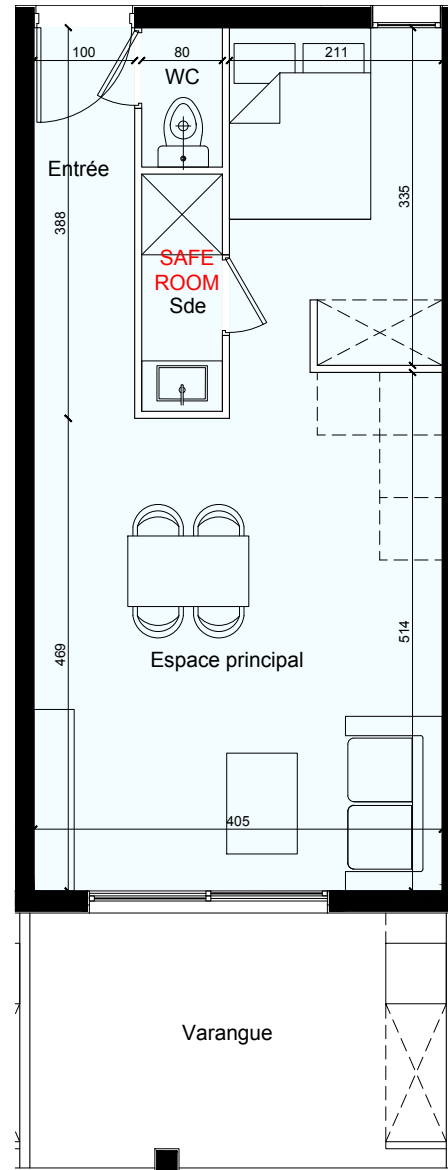 100
80
211
WC
Entrée
388
335
SAFE
ROOM
Sde
469
514
Espace principal
405
Varangue